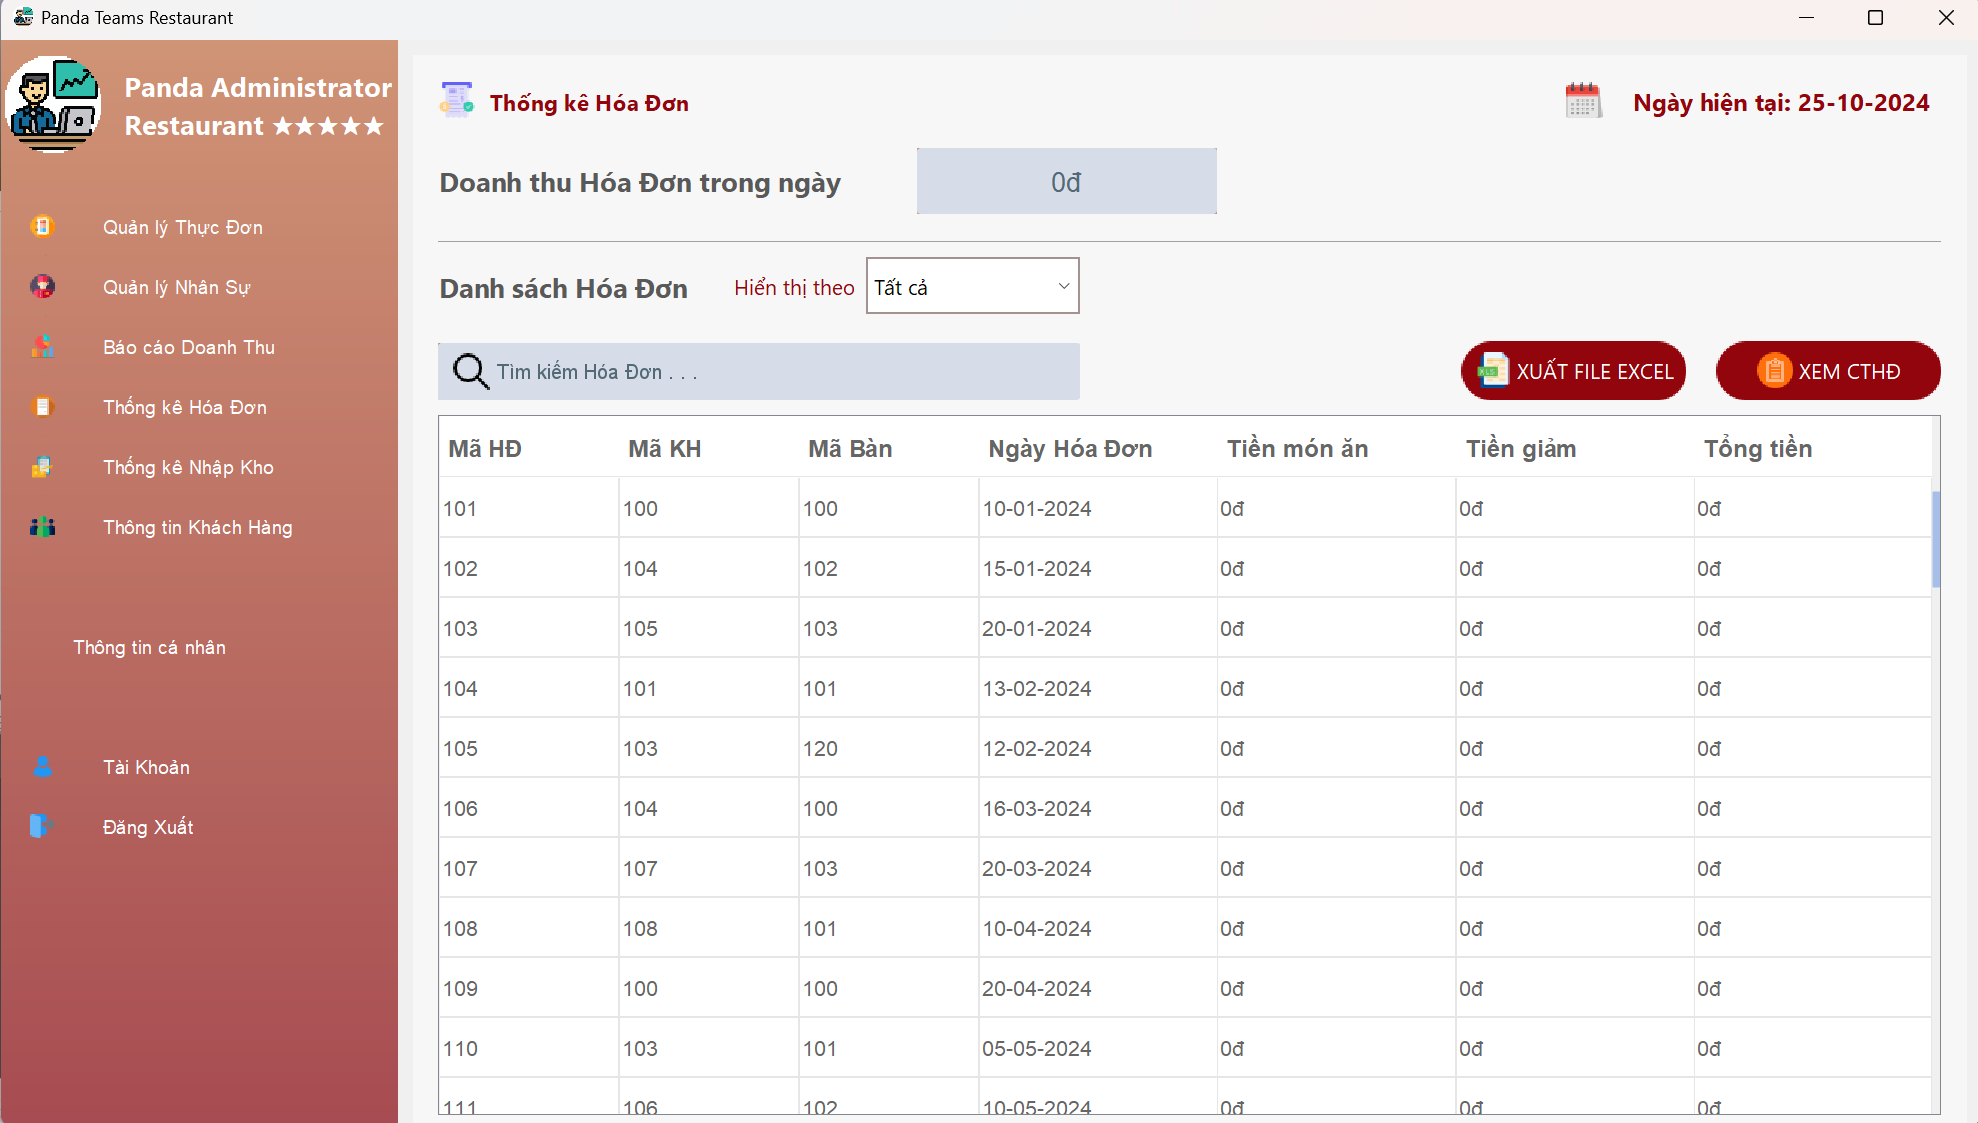 Panda Teams Restaurant
Panda Administrator
Restaurant ★★★★★
Quản lý Thực Đơn
Quản lý Nhân Sự
Báo cáo Doanh Thu
Thống kê Hóa Đơn
Thống kê Nhập Kho
Thông tin Khách Hàng
Thông tin cá nhân
Tài Khoản
Đăng Xuất
Thống kê Hóa Đơn
Ngày hiện tại: 25-10-2024
Doanh thu Hóa Đơn trong ngày 0đ
Danh sách Hóa Đơn Hiển thị theo Tất cả
Tìm kiếm Hóa Đơn . . .
XUẤT FILE EXCEL
XEM CTHĐ
Mã HĐ Mã KH Mã Bàn Ngày Hóa Đơn Tiền món ăn Tiền giảm Tổng tiền
101 100 100 10-01-2024 0đ 0đ 0đ
102 104 102 15-01-2024 0đ 0đ 0đ
103 105 103 20-01-2024 0đ 0đ 0đ
104 101 101 13-02-2024 0đ 0đ 0đ
105 103 120 12-02-2024 0đ 0đ 0đ
106 104 100 16-03-2024 0đ 0đ 0đ
107 107 103 20-03-2024 0đ 0đ 0đ
108 108 101 10-04-2024 0đ 0đ 0đ
109 100 100 20-04-2024 0đ 0đ 0đ
110 103 101 05-05-2024 0đ 0đ 0đ
111 106 102 10-05-2024 0đ 0đ 0đ